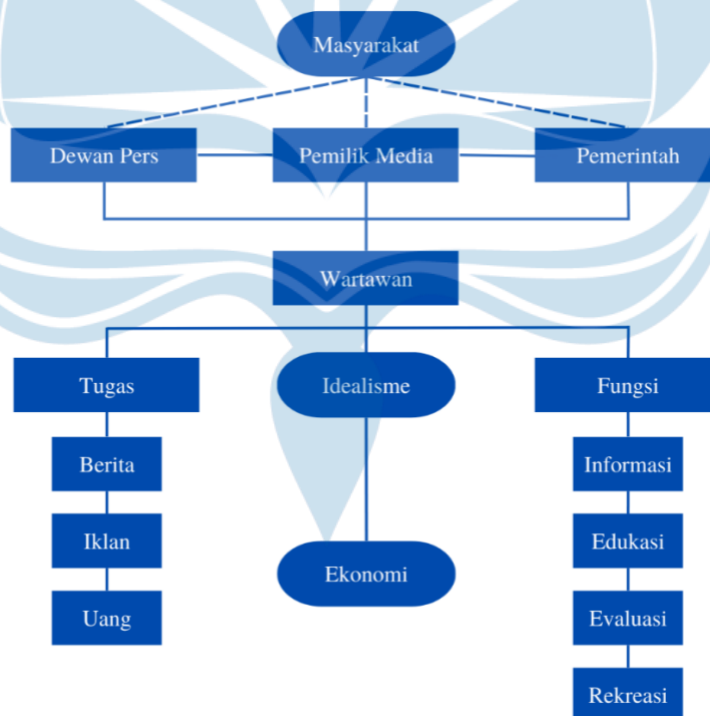 Masyarakat
Dewan Pers
Pemilik Media
Pemerintah
Wartawan
Tugas
Idealisme
Fungsi
Berita
Informasi
Iklan
Edukasi
Ekonomi
Uang
Evaluasi
Rekreasi